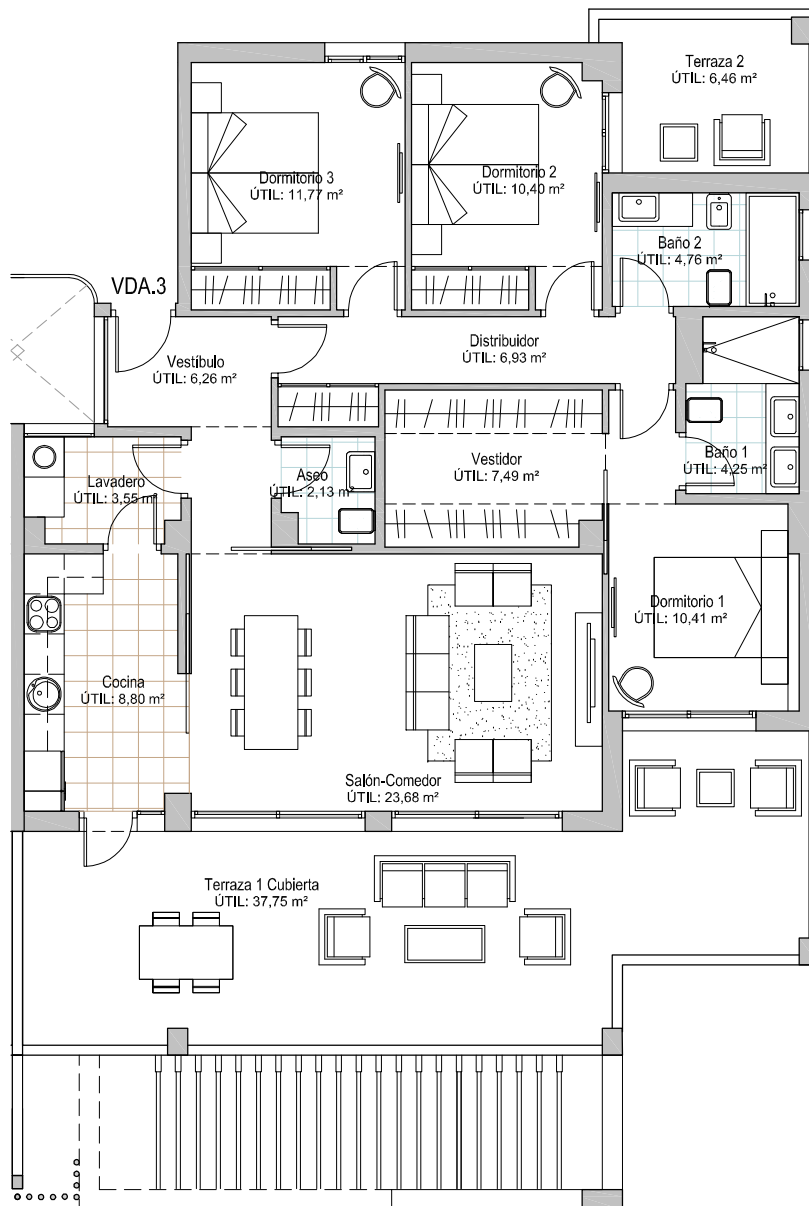 Terraza 2
ÚTIL: 6,46 m²
Dormitorio 3
ÚTIL: 11,77 m²
Dormitorio 2
ÚTIL: 10,40 m²
Baño 2
ÚTIL: 4,76 m²
VDA.3
Vestíbulo
ÚTIL: 6,26 m²
Distribuidor
ÚTIL: 6,93 m²
Lavadero
ÚTIL: 3,55 m²
Aseo
ÚTIL: 2,13 m²
Vestidor
ÚTIL: 7,49 m²
Baño 1
ÚTIL: 4,25 m²
Dormitorio 1
ÚTIL: 10,41 m²
Cocina
ÚTIL: 8,80 m²
Salón-Comedor
ÚTIL: 23,68 m²
Terraza 1 Cubierta
ÚTIL: 37,75 m²